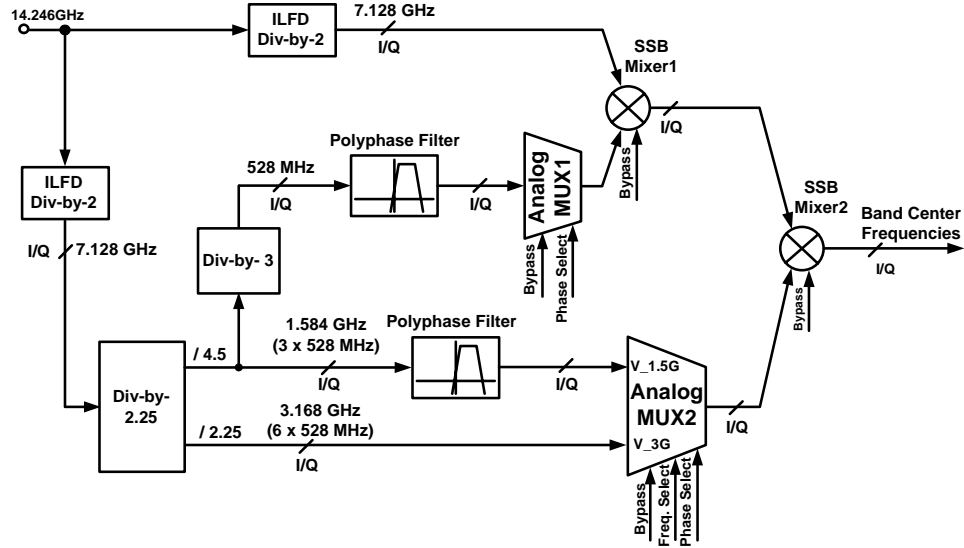 14.246GHz
ILFD
Div-by-2
7.128 GHz
I/Q
SSB
Mixer1
I/Q
Bypass
Polyphase Filter
528 MHz
I/Q
I/Q
Analog
MUX1
Bypass
Phase Select
ILFD
Div-by-2
I/Q
7.128 GHz
Div-by- 3
SSB
Mixer2
Band Center
Frequencies
I/Q
Bypass
Div-by-
2.25
/ 4.5
1.584 GHz
(3 x 528 MHz)
I/Q
Polyphase Filter
I/Q
/ 2.25
3.168 GHz
(6 x 528 MHz)
I/Q
V_1.5G
Analog
MUX2
V_3G
I/Q
Bypass
Freq. Select
Phase Select